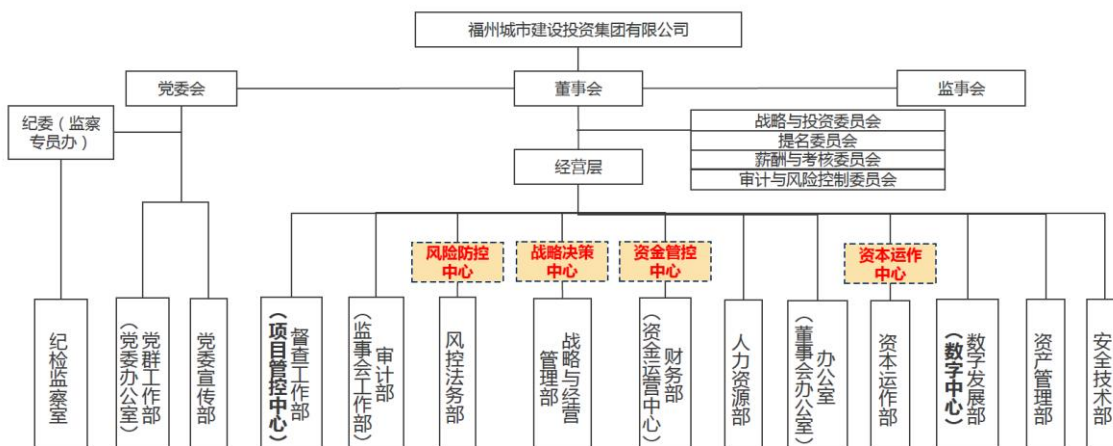 福州城市建设投资集团有限公司
党委会
董事会
监事会
纪委（监察
专员办）
战略与投资委员会
提名委员会
薪酬与考核委员会
审计与风险控制委员会
经营层
风险防控
中心
战略决策
中心
资金管控
中心
资本运作
中心
纪检监察室
党群工作部
（党委办公室）
党委宣传部
督查工作部
（项目管控中心）
审计部
（监事会工作部）
风控法务部
战略与经营
管理部
财务部
（资金运营中心）
人力资源部
办公室
（董事会办公室）
资本运作部
数字发展部
（数字中心）
资产管理部
安全技术部